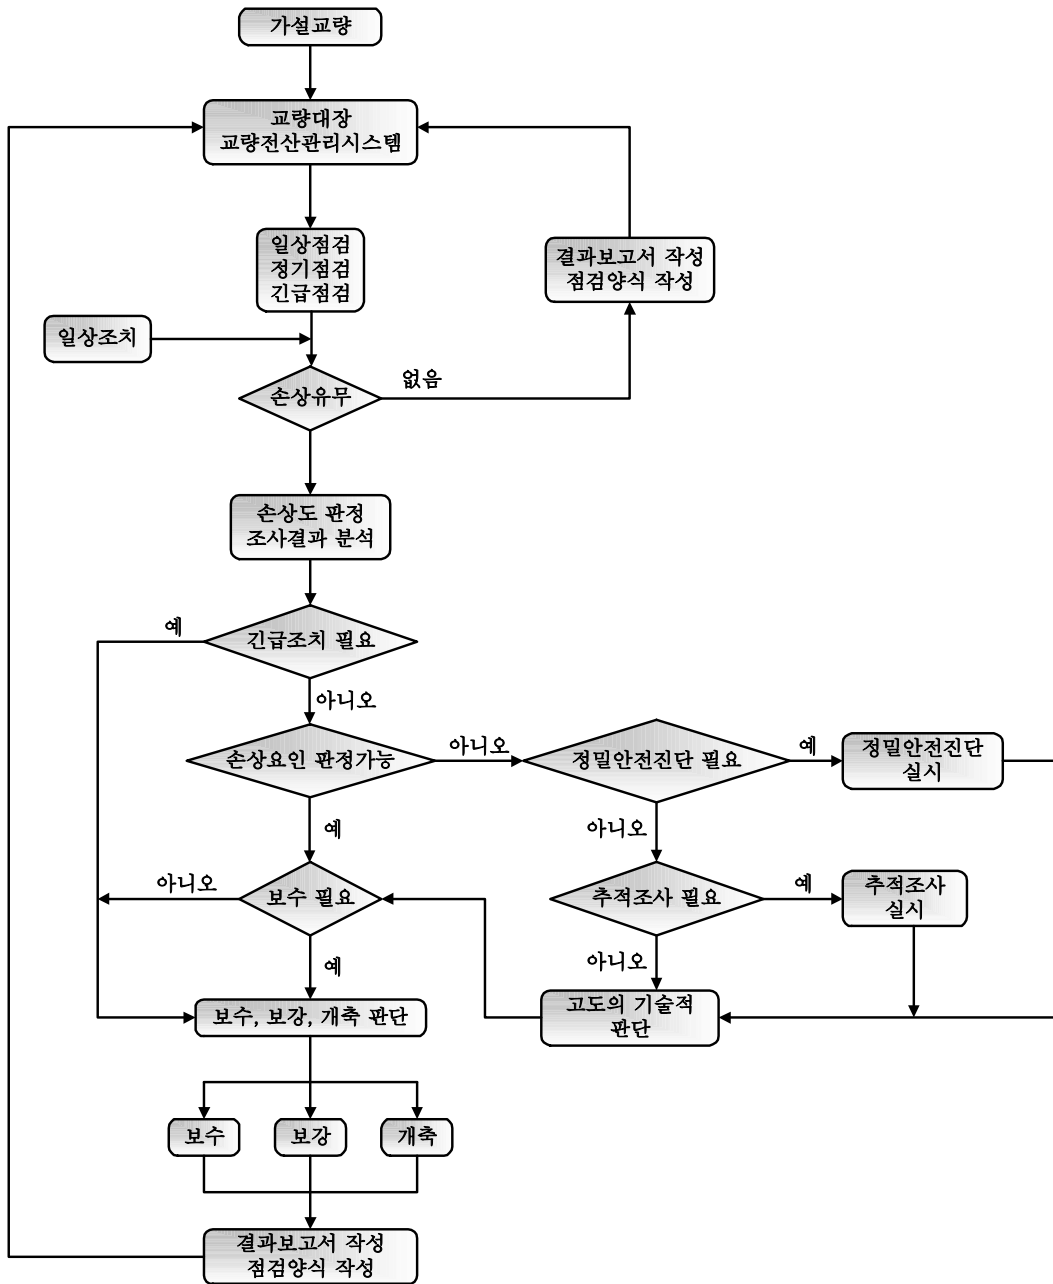 가설교량
교량대장
교량전산관리시스템
일상점검
정기점검
긴급점검
결과보고서 작성
점검양식 작성
일상조치
없음
손상유무
손상도 판정
조사결과 분석
예
긴급조치 필요
아니오
손상요인 판정가능
아니오
정밀안전진단 필요
예
정밀안전진단
실시
예
아니오
아니오
보수 필요
추적조사 필요
예
추적조사
실시
예
아니오
보수, 보강, 개축 판단
고도의 기술적
판단
보수
보강
개축
결과보고서 작성
점검양식 작성